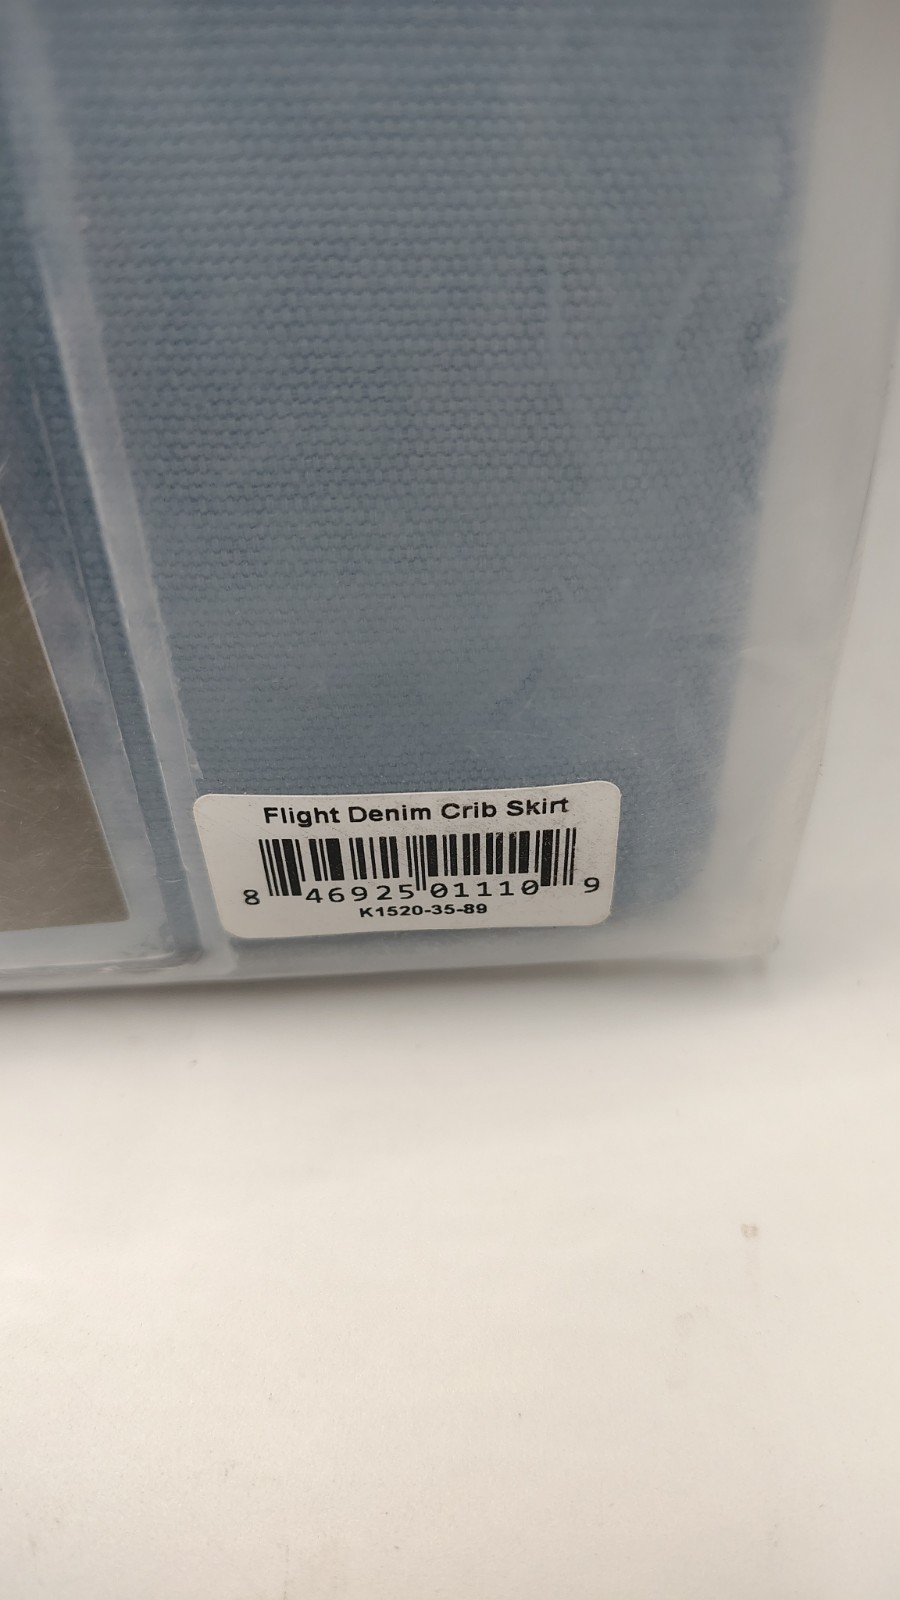 Flight Denim Crib Skirt
8 46925 01110 9
K1520-35-89